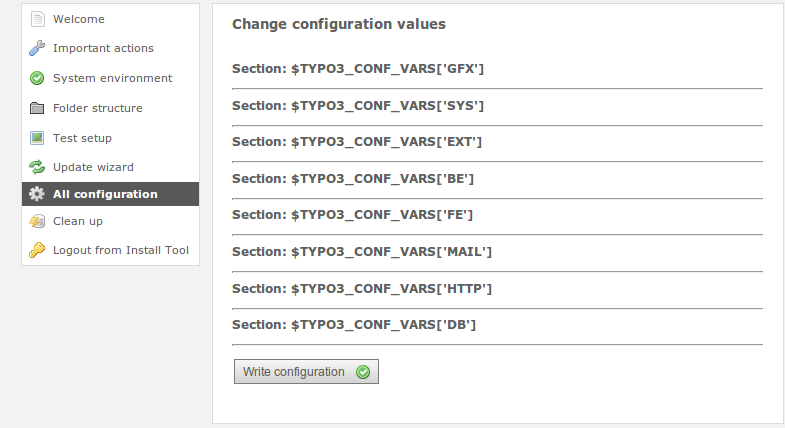 Welcome
Important actions
System environment
Folder structure
Test setup
Update wizard
All configuration
Clean up
Logout from Install Tool
Change configuration values
Section: $TYPO3_CONF_VARS['GFX']
Section: $TYPO3_CONF_VARS['SYS']
Section: $TYPO3_CONF_VARS['EXT']
Section: $TYPO3_CONF_VARS['BE']
Section: $TYPO3_CONF_VARS['FE']
Section: $TYPO3_CONF_VARS['MAIL']
Section: $TYPO3_CONF_VARS['HTTP']
Section: $TYPO3_CONF_VARS['DB']
Write configuration